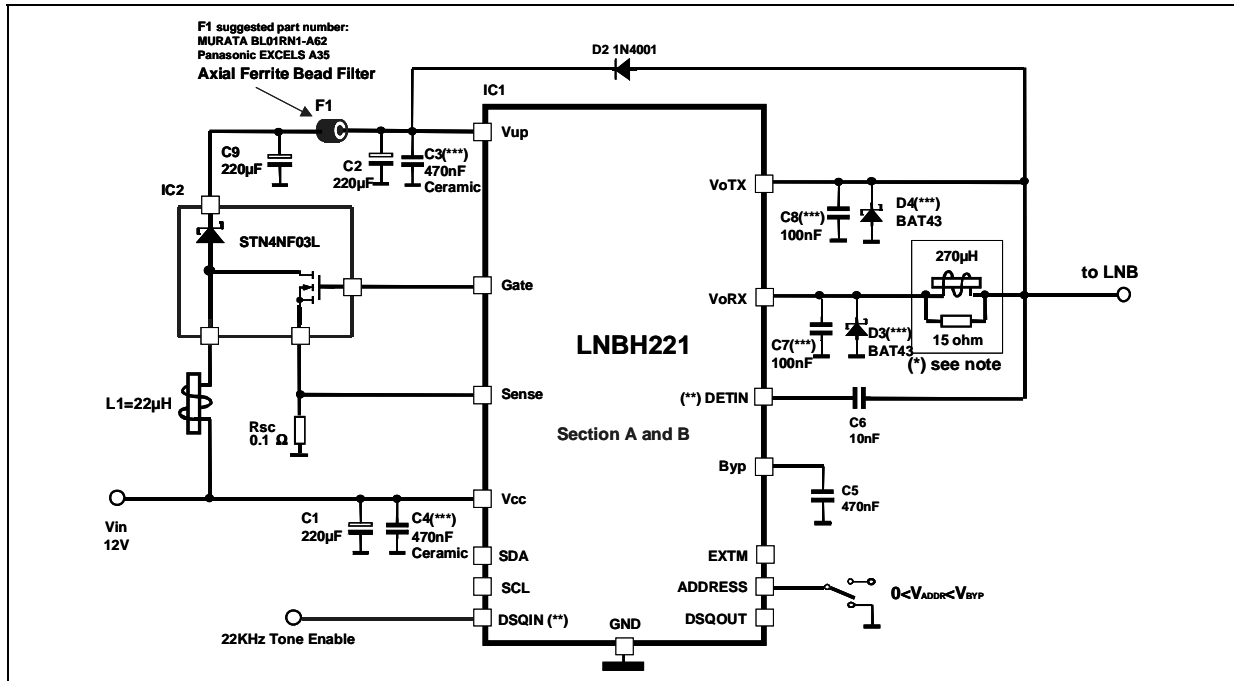 F1 suggested part number:
MURATA BL01RN1-A62
Panasonic EXCELS A35
Axial Ferrite Bead Filter
F1
D2 1N4001
IC1
Vup
C9
220µF
C2
220µF
C3(***)
470nF
Ceramic
IC2
STN4NF03L
Gate
L1=22µH
Sense
Rsc
0.1 Ω
Vcc
Vin
12V
C1
220µF
C4(***)
470nF
Ceramic
SDA
SCL
DSQIN (**)
22KHz Tone Enable
GND
LNBH221
Section A and B
VoTX
C8(***)
100nF
D4(***)
BAT43
270µH
to LNB
VoRX
C7(***)
100nF
D3(***)
BAT43
15 ohm
(*) see note
(**) DETIN
C6
10nF
Byp
C5
470nF
EXTM
ADDRESS
0<VADDR<VBYP
DSQOUT